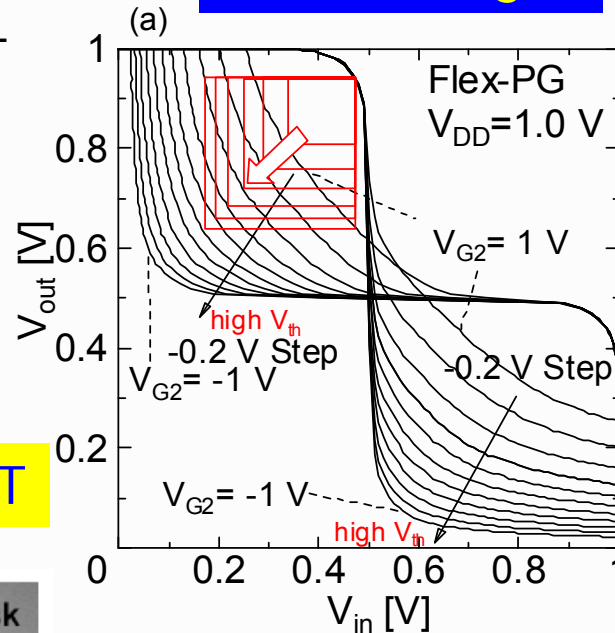 (a)
Flex-PG
V_DD=1.0 V
V_G2= 1 V
high V_th
-0.2 V Step
V_G2= -1 V
-0.2 V Step
V_G2= -1 V
high V_th
V_out [V]
1
0.8
0.6
0.4
0.2
0
0.2
0.4
0.6
0.8
V_in [V]
T
sk